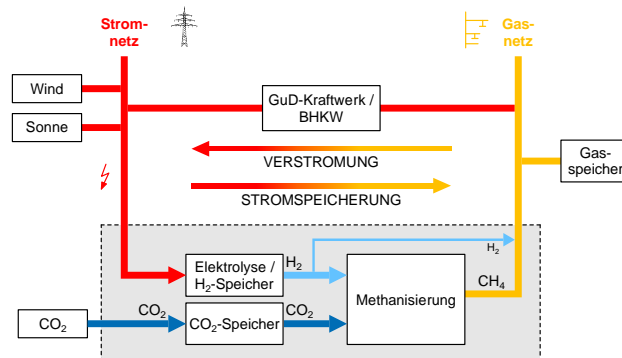 Strom-
netz
Gas-
netz
Wind
GuD-Kraftwerk /
BHKW
Sonne
VERSTROMUNG
Gas-
speicher
STROMSPEICHERUNG
Elektrolyse /
H₂-Speicher
H₂
H₂
Methanisierung
CH₄
CO₂
CO₂
CO₂-Speicher
CO₂